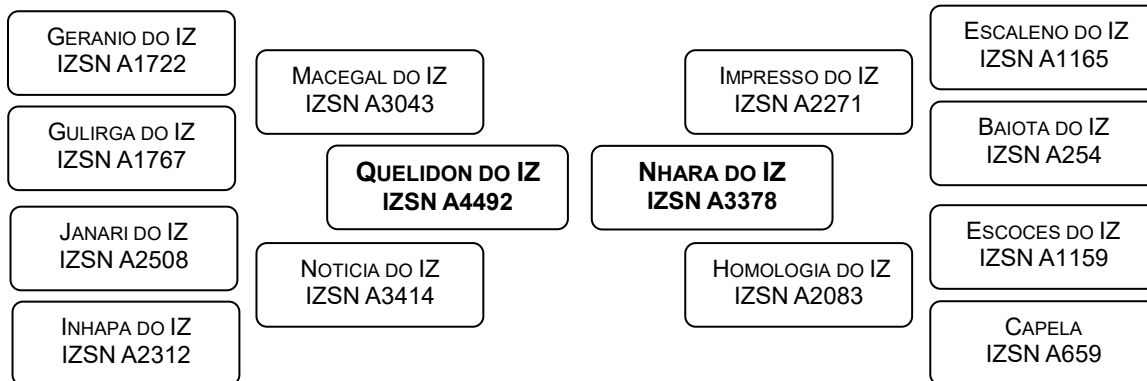 GERANIO DO IZ
IZSN A1722
GULIRGA DO IZ
IZSN A1767
JANARI DO IZ
IZSN A2508
INHAPA DO IZ
IZSN A2312
MACEGAL DO IZ
IZSN A3043
NOTICIA DO IZ
IZSN A3414
QUELIDON DO IZ
IZSN A4492
NHARA DO IZ
IZSN A3378
IMPRESSO DO IZ
IZSN A2271
HOMOLOGIA DO IZ
IZSN A2083
ESCALENO DO IZ
IZSN A1165
BAIOTA DO IZ
IZSN A254
ESCOCES DO IZ
IZSN A1159
CAPELA
IZSN A659